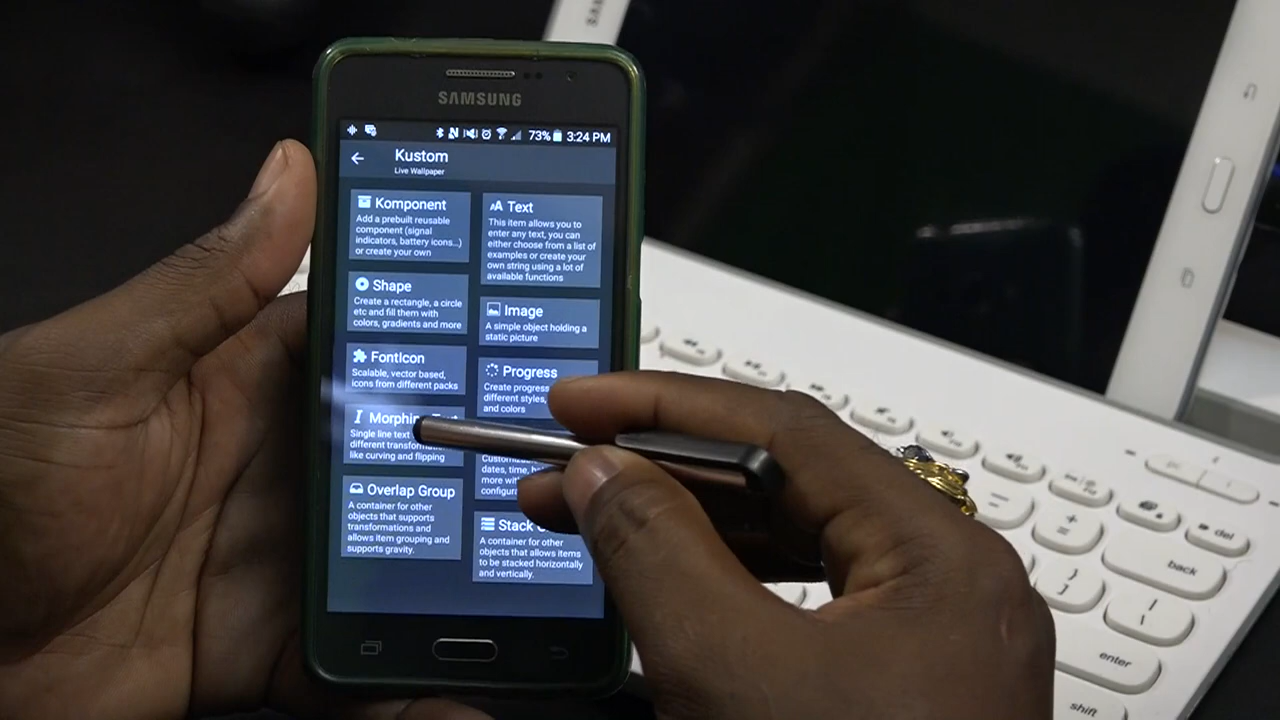 SAMSUNG
73% 3:24 PM
Kustom
Live Wallpaper
Komponent
Add a prebuilt reusable
component (signal
indicators, battery icons...)
or create your own
Text
This item allows you to
enter any text, you can
either choose from a list of
examples or create your
own string using a lot of
available functions
Shape
Create a rectangle, a circle
etc and fill them with
colors, gradients and more
Image
A simple object holding a
static picture
FontIcon
Scalable, vector based,
icons from different packs
Progress
Create progress
different styles,
and colors
Morphing Text
Single line text
different
like curving and flipping
dates, time,
more
Overlap Group
A container for other
objects that supports
transformations and
allows item grouping and
supports gravity.
Stack
A container for other
objects that allows items
to be stacked horizontally
and vertically.
del
back
enter
shift